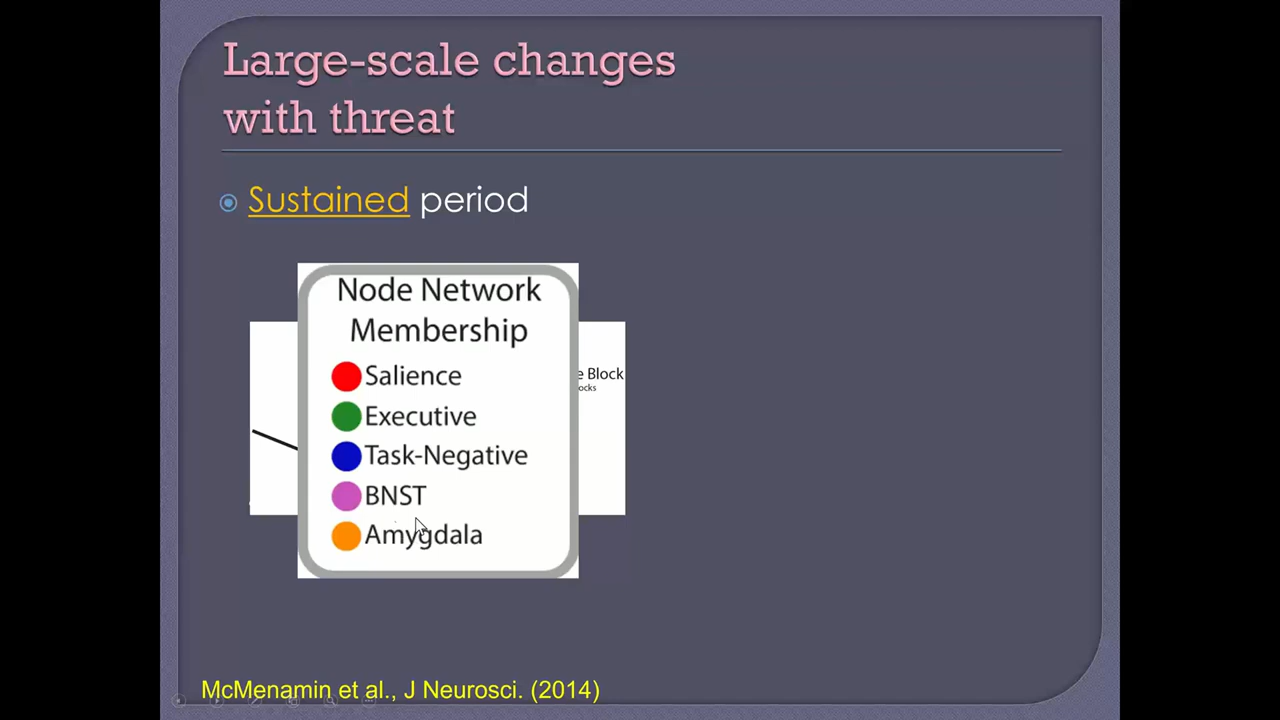 Large-scale changes
with threat
Sustained period
Node Network
Membership
Salience
Executive
Task-Negative
BNST
Amygdala
e Block
ocks
McMenamin et al., J Neurosci. (2014)